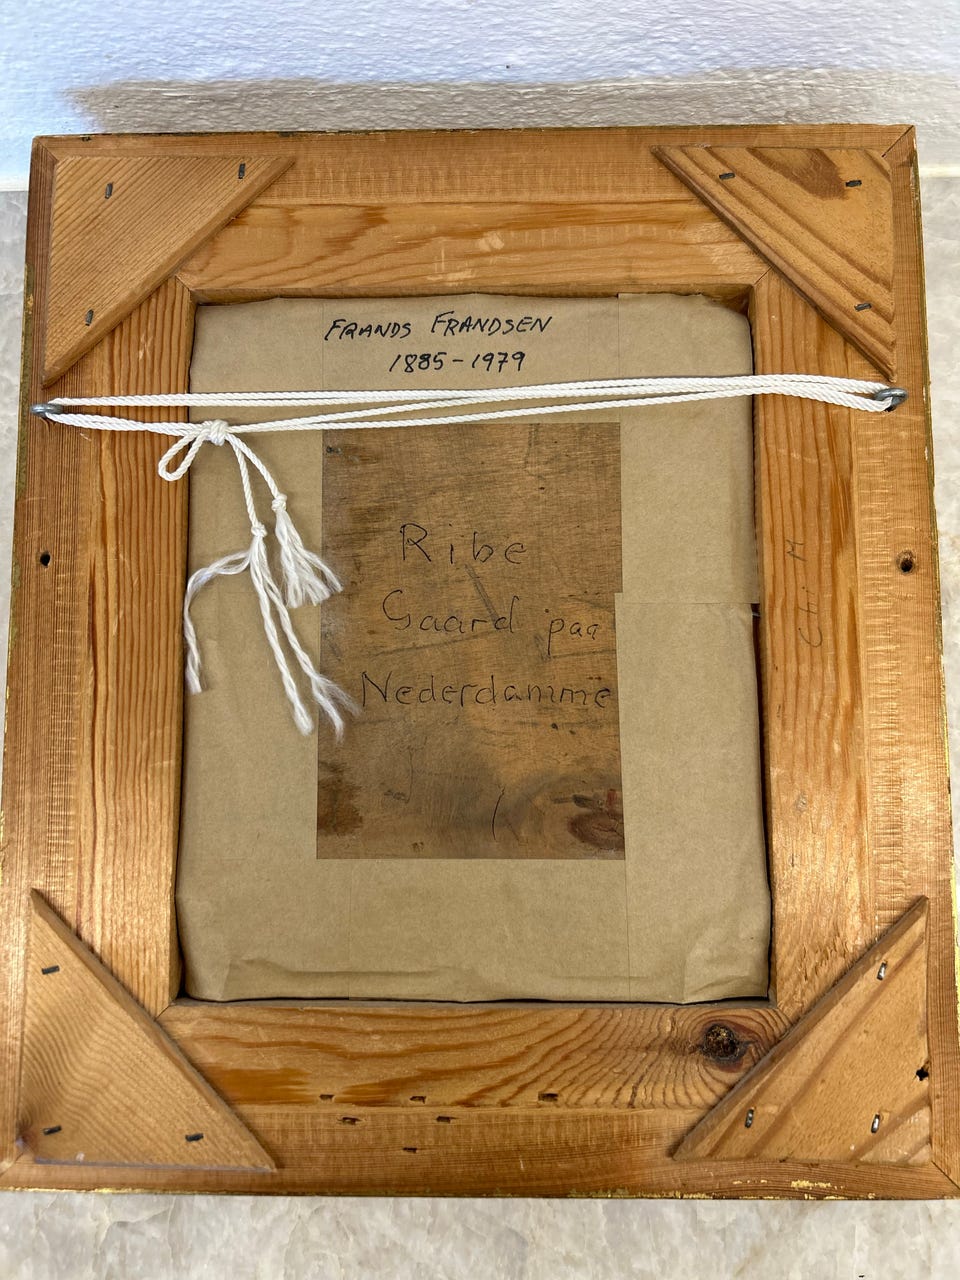 FRANDS FRANDSEN
1885-1979
Ribe
Gaard paa
Nederdamme